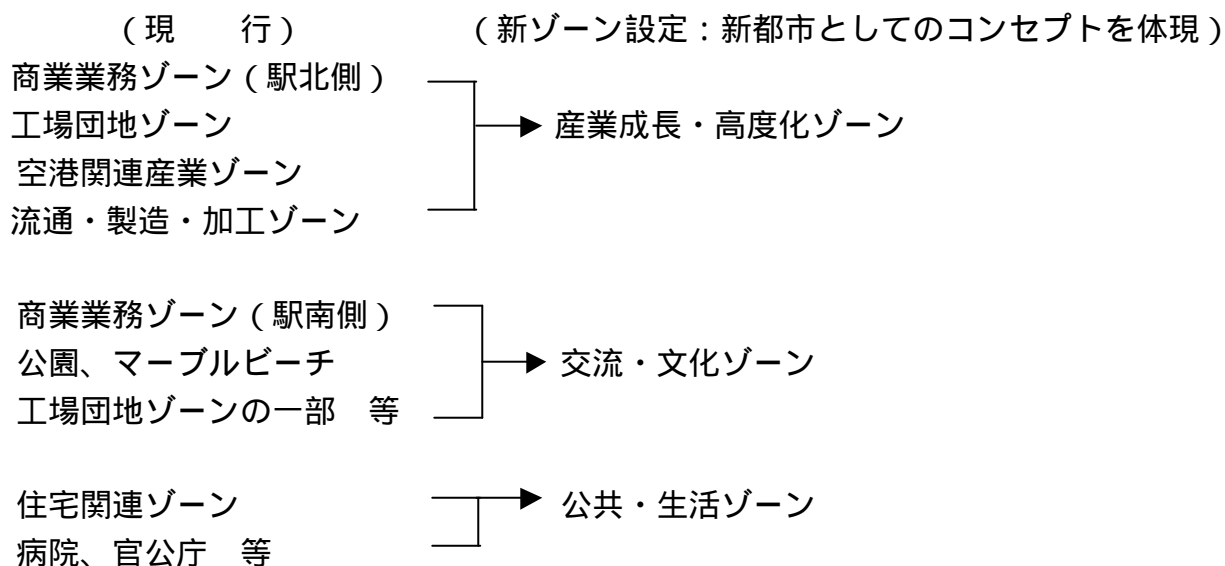 （現　　行）　　　　　（新ゾーン設定：新都市としてのコンセプトを体現）
商業業務ゾーン（駅北側）
工場団地ゾーン　　　　　産業成長・高度化ゾーン
空港関連産業ゾーン
流通・製造・加工ゾーン
商業業務ゾーン（駅南側）
公園、マーブルビーチ　　　　　交流・文化ゾーン
工場団地ゾーンの一部　等
住宅関連ゾーン　　　　　公共・生活ゾーン
病院、官公庁　等